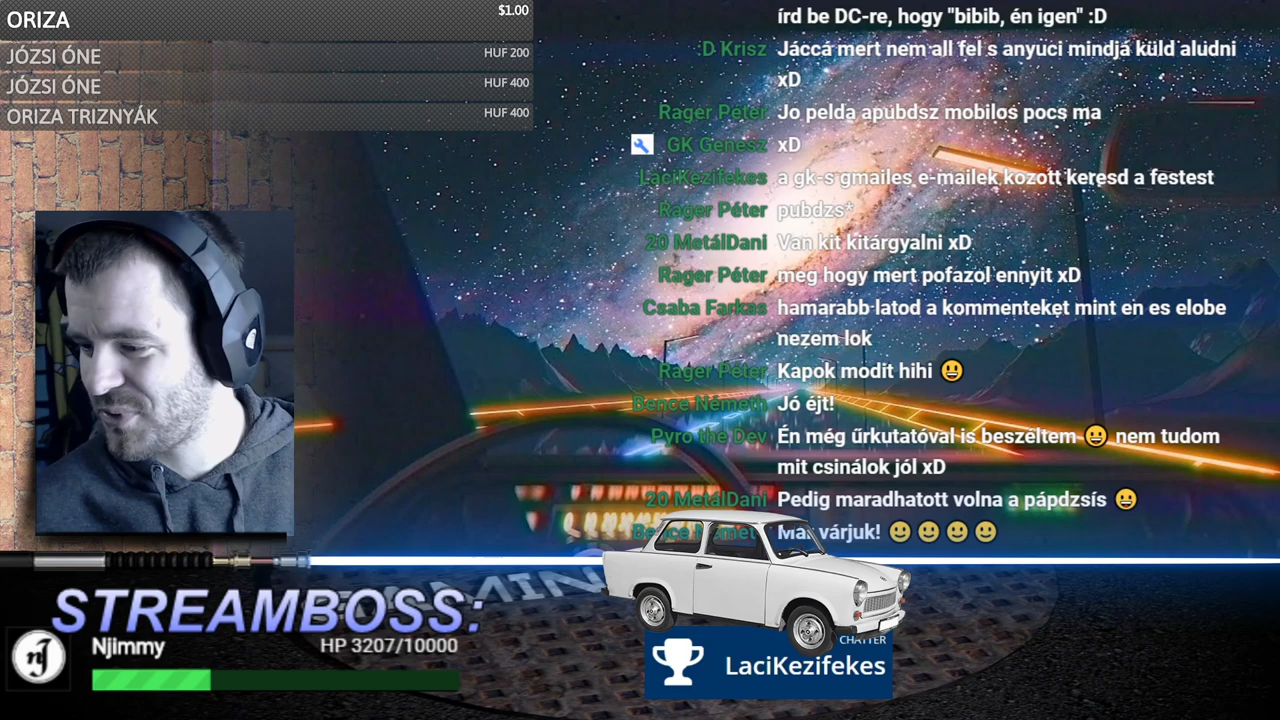 ORIZA $1.00
JÓZSI ÓNE HUF 200
JÓZSI ÓNE HUF 400
ORIZA TRIZNYÁK HUF 400
írd be DC-re, hogy "bibib, én igen" :D
:D Krisz Jáccá mert nem all fel s anyuci mindjá küld aludni
xD
Rager Péter Jo pelda apubdsz mobilos pocs ma
GK Genesz xD
LaciKezifekes a gk-s gmailes e-mailek kozott keresd a festest
Rager Péter pubdzs*
20 MetálDani Van kit kitárgyalni xD
Rager Péter meg hogy mert pofazol ennyit xD
Csaba Farkas hamarabb latod a kommenteket mint en es elobe
nezem lok
Rager Péter Kapok modit hihi 😀
Bence Németh Jó éjt!
Pyro the Dev Én még űrkutatóval is beszéltem 😀 nem tudom
mit csinálok jól xD
20 MetálDani Pedig maradhatott volna a pápdzsís 😀
várjuk! 🙂 🙂 🙂 🙂
STREAMBOSS:
Njimmy HP 3207/10000
nJ
CHATTER
LaciKezifekes